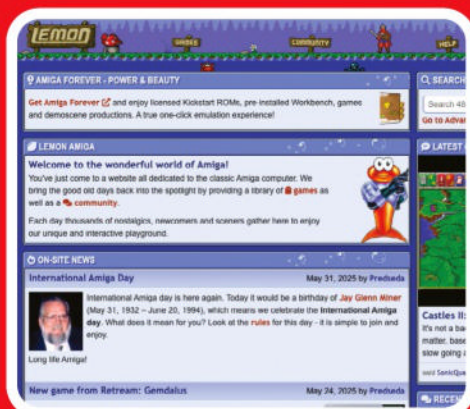 LEMON
GAMES
COMMUNITY
HELP
AMIGA FOREVER - POWER & BEAUTY
Get Amiga Forever and enjoy licensed Kickstart ROMs, pre-installed Workbench, games
and demoscene productions. A true one-click emulation experience!
LEMON AMIGA
Welcome to the wonderful world of Amiga!
You've just come to a website all dedicated to the classic Amiga computer. We
bring the good old days back into the spotlight by providing a library of games as
well as a community.
Each day thousands of nostalgics, newcomers and sceners gather here to enjoy
our unique and interactive playground.
ON-SITE NEWS
International Amiga Day May 31, 2025 by Predseda
International Amiga day is here again. Today it would be a birthday of Jay Glenn Miner
(May 31, 1932 – June 20, 1994), which means we celebrate the International Amiga
day. What does it mean for you? Look at the rules for this day - it is simple to join and
enjoy.
Long life Amiga!
New game from Retream: Gemdalus May 24, 2025 by Predseda
SEARCH
Search 48
Go to Advan
LATEST
Castles II:
It's not a ba
matter, base
slow going a
said SonicQua
RECEN